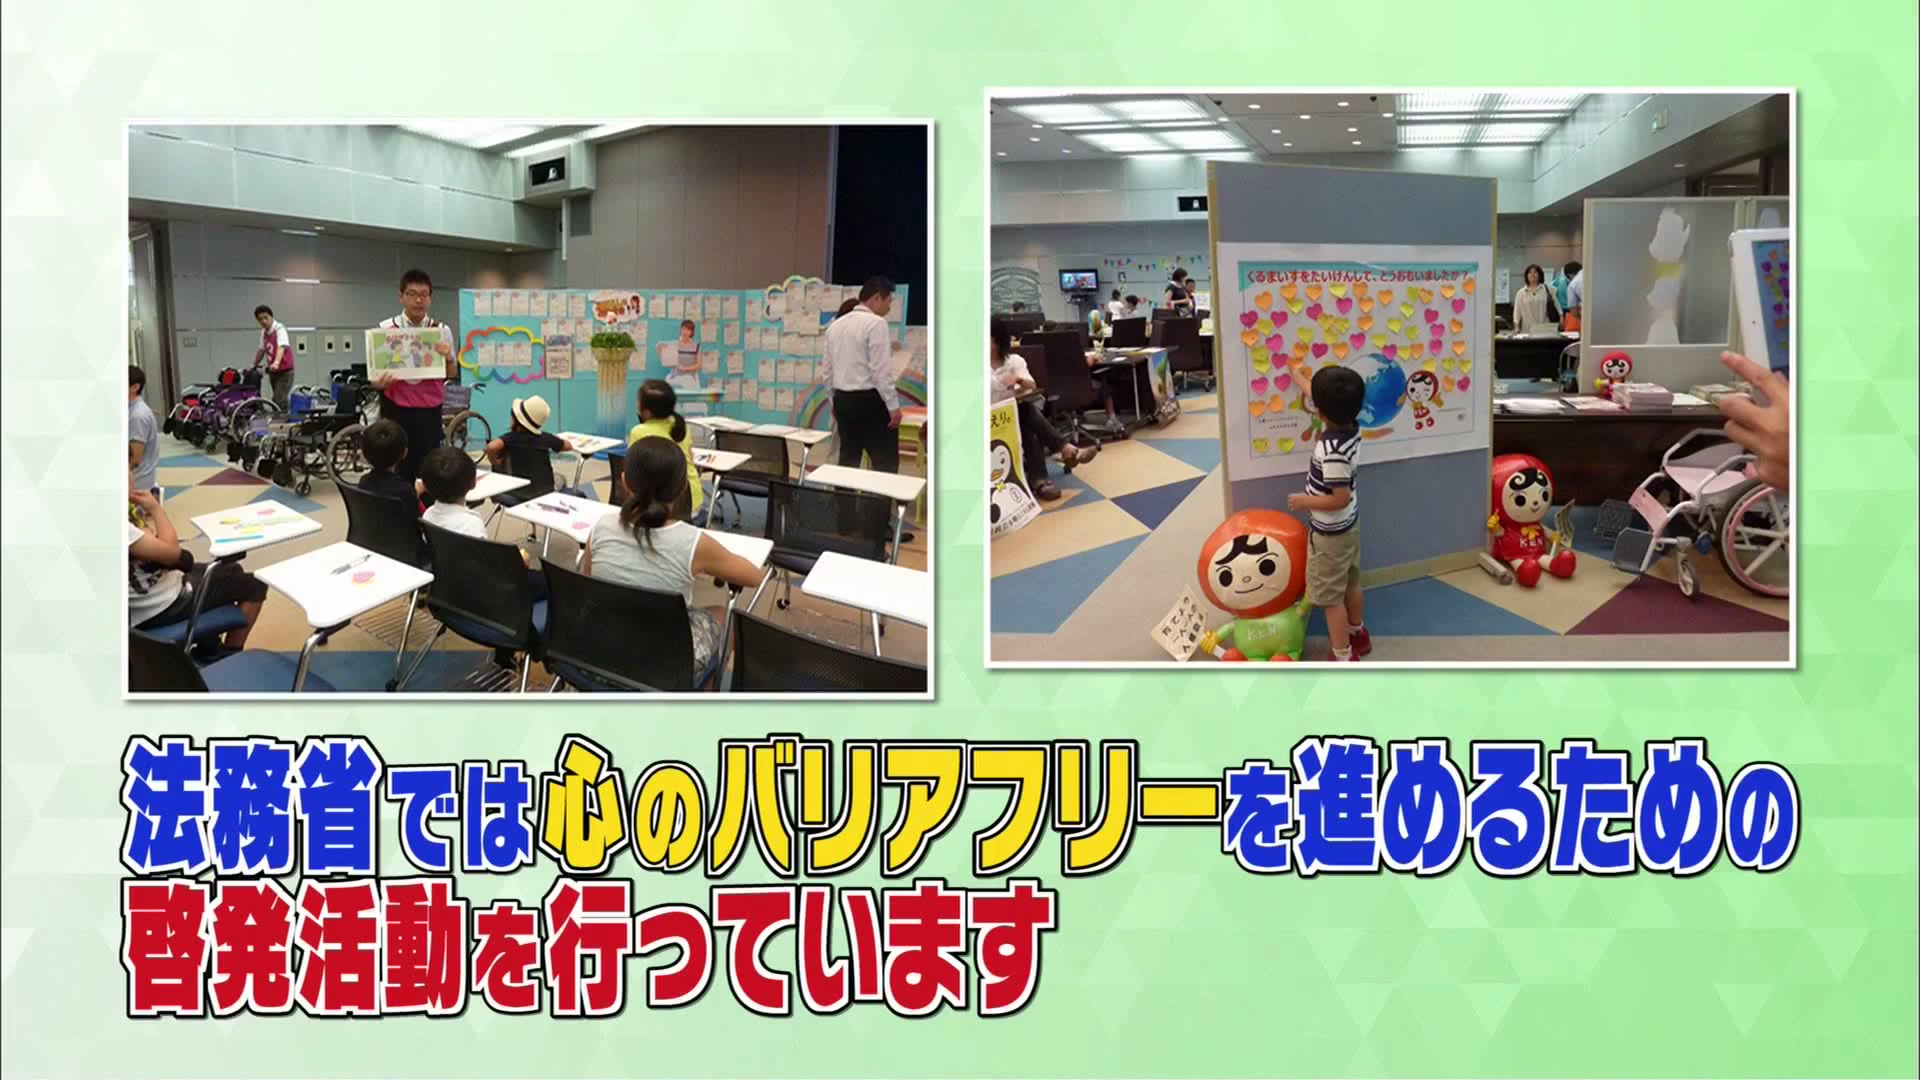 くるまいすをたいけんして、どうおもいましたか？
KEN
KEN
法務省では心のバリアフリーを進めるための
啓発活動を行っています